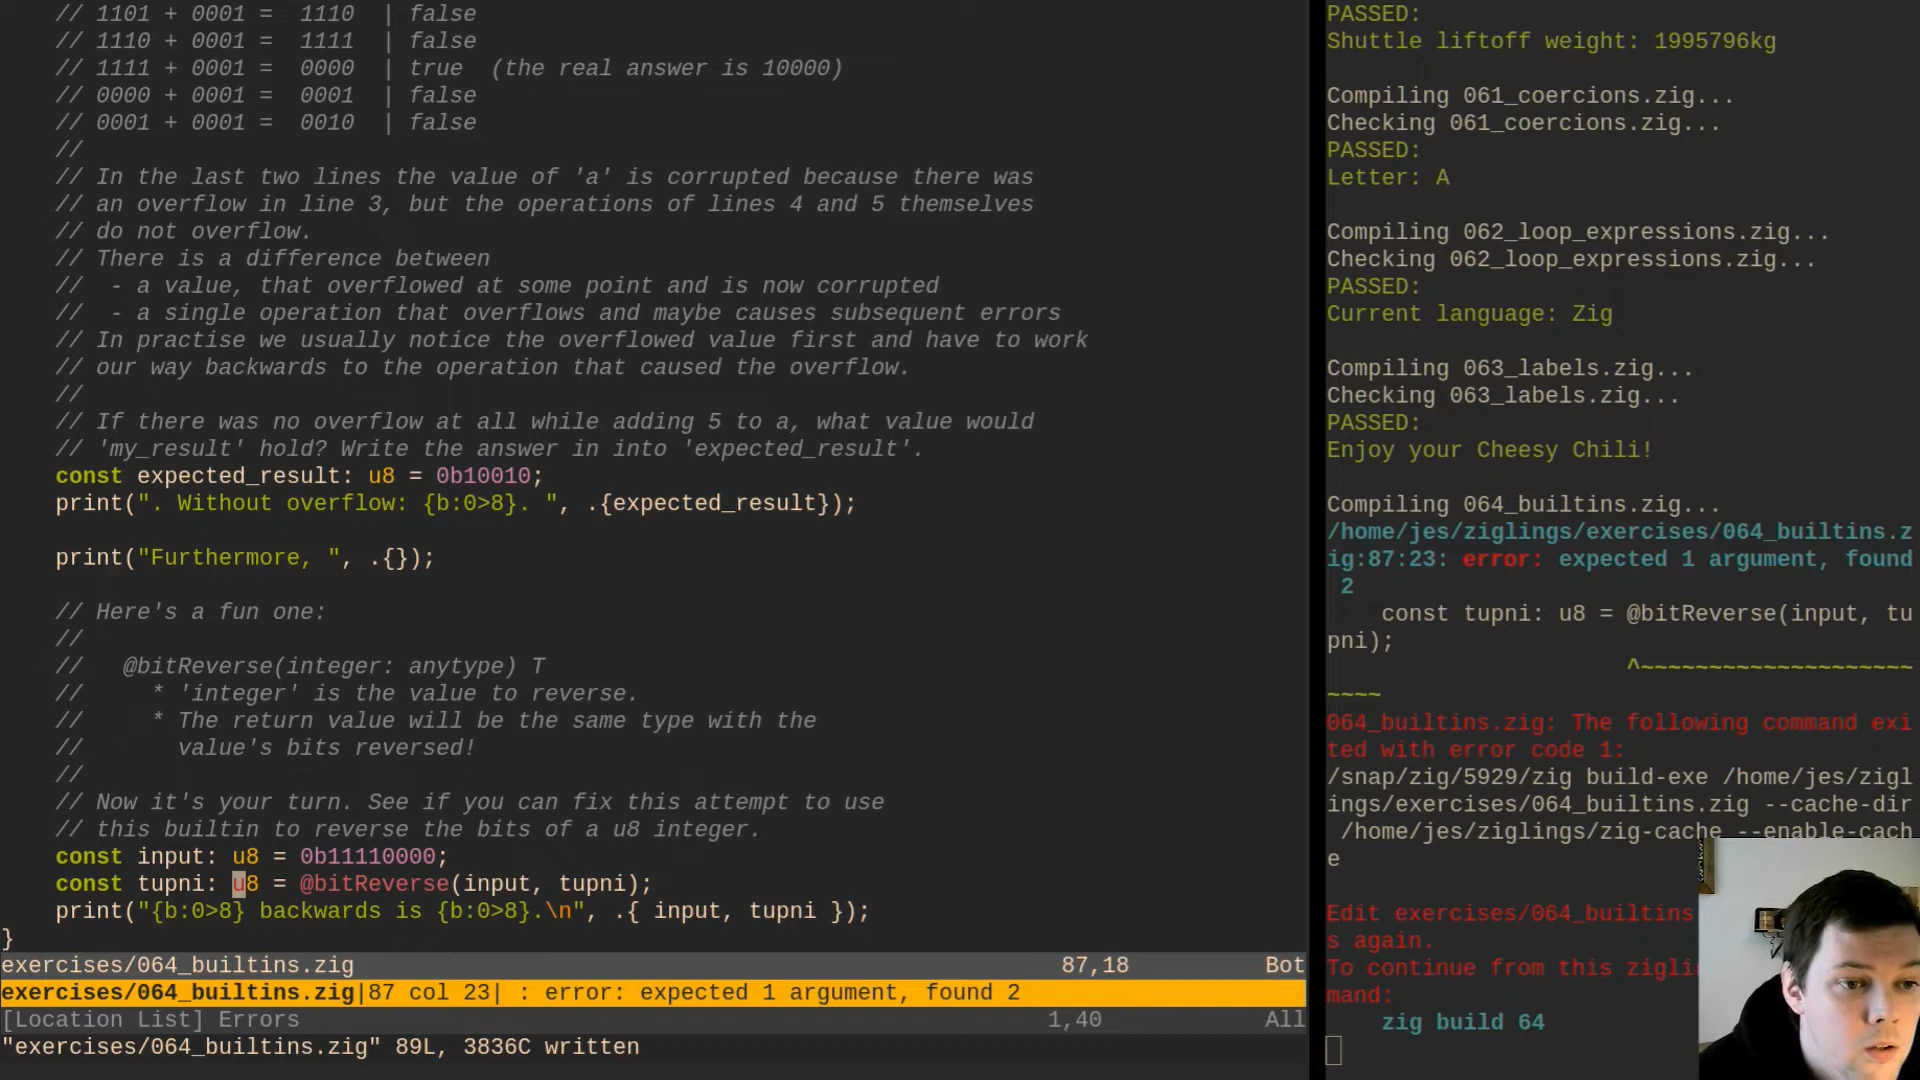 // 1101 + 0001 =  1110  | false
// 1110 + 0001 =  1111  | false
// 1111 + 0001 =  0000  | true  (the real answer is 10000)
// 0000 + 0001 =  0001  | false
// 0001 + 0001 =  0010  | false
//
// In the last two lines the value of 'a' is corrupted because there was
// an overflow in line 3, but the operations of lines 4 and 5 themselves
// do not overflow.
// There is a difference between
//  - a value, that overflowed at some point and is now corrupted
//  - a single operation that overflows and maybe causes subsequent errors
// In practise we usually notice the overflowed value first and have to work
// our way backwards to the operation that caused the overflow.
//
// If there was no overflow at all while adding 5 to a, what value would
// 'my_result' hold? Write the answer in into 'expected_result'.
const expected_result: u8 = 0b10010;
print(". Without overflow: {b:0>8}. ", .{expected_result});
print("Furthermore, ", .{});
// Here's a fun one:
//
//   @bitReverse(integer: anytype) T
//     * 'integer' is the value to reverse.
//     * The return value will be the same type with the
//       value's bits reversed!
//
// Now it's your turn. See if you can fix this attempt to use
// this builtin to reverse the bits of a u8 integer.
const input: u8 = 0b11110000;
const tupni: u8 = @bitReverse(input, tupni);
print("{b:0>8} backwards is {b:0>8}.\n", .{ input, tupni });
}
exercises/064_builtins.zig 87,18 Bot
exercises/064_builtins.zig|87 col 23| : error: expected 1 argument, found 2
[Location List] Errors 1,40 All
"exercises/064_builtins.zig" 89L, 3836C written
PASSED:
Shuttle liftoff weight: 1995796kg
Compiling 061_coercions.zig...
Checking 061_coercions.zig...
PASSED:
Letter: A
Compiling 062_loop_expressions.zig...
Checking 062_loop_expressions.zig...
PASSED:
Current language: Zig
Compiling 063_labels.zig...
Checking 063_labels.zig...
PASSED:
Enjoy your Cheesy Chili!
Compiling 064_builtins.zig...
/home/jes/ziglings/exercises/064_builtins.z
ig:87:23: error: expected 1 argument, found
2
const tupni: u8 = @bitReverse(input, tu
pni);
^~~~~~~~~~~~~~~~~~~~~
~~~~
064_builtins.zig: The following command exi
ted with error code 1:
/snap/zig/5929/zig build-exe /home/jes/zigl
ings/exercises/064_builtins.zig --cache-dir
/home/jes/ziglings/zig-cache --enable-cach
e
Edit exercises/064_builtins
s again.
To continue from this zigli
mand:
zig build 64